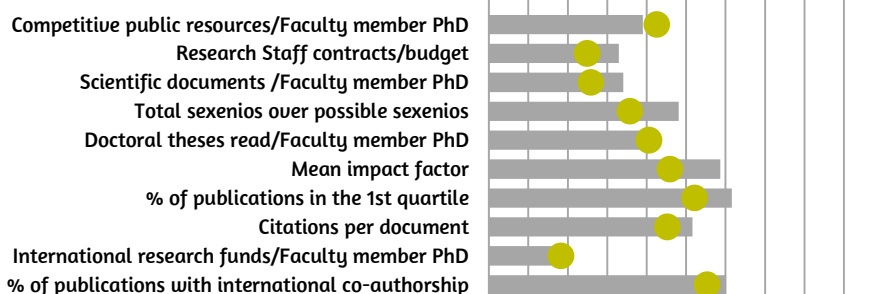 Competitive public resources/Faculty member PhD
Research Staff contracts/budget
Scientific documents /Faculty member PhD
Total sexenios over possible sexenios
Doctoral theses read/Faculty member PhD
Mean impact factor
% of publications in the 1st quartile
Citations per document
International research funds/Faculty member PhD
% of publications with international co-authorship